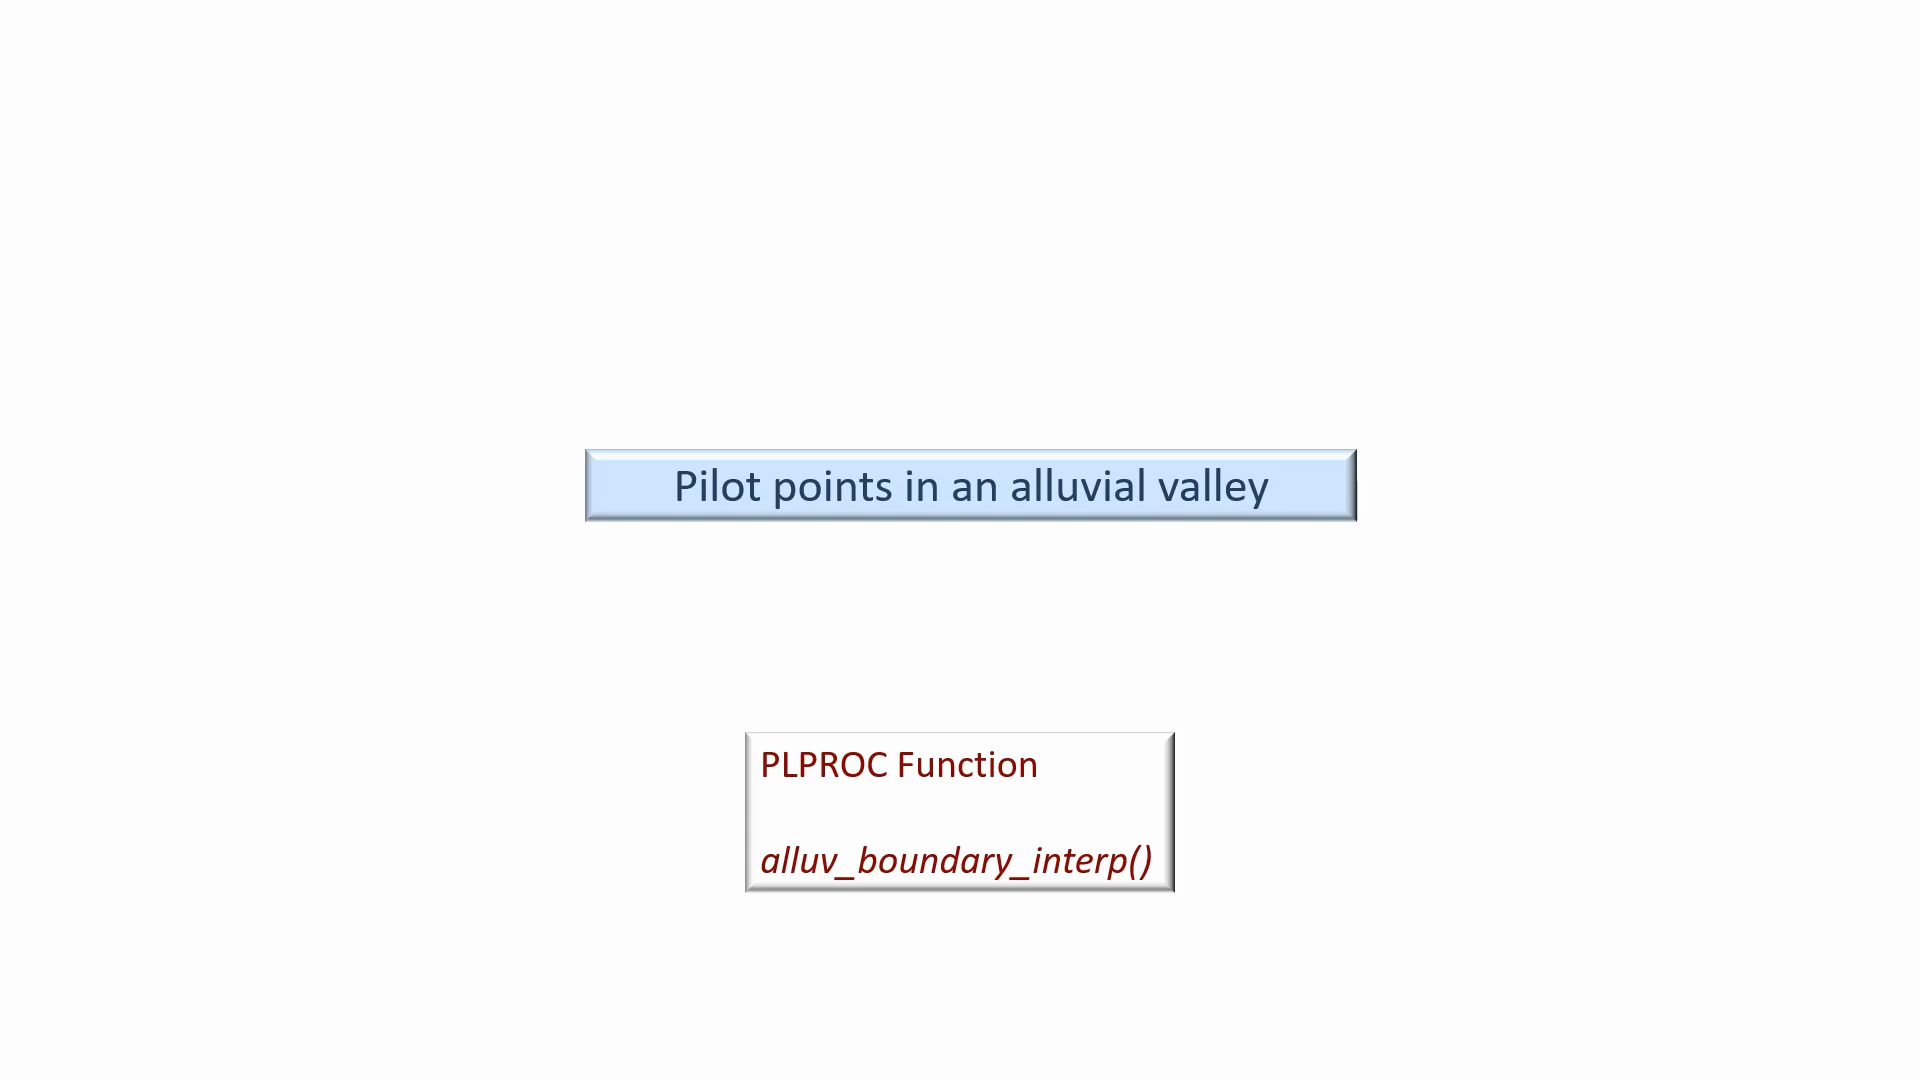 Pilot points in an alluvial valley
PLPROC Function
alluv_boundary_interp()